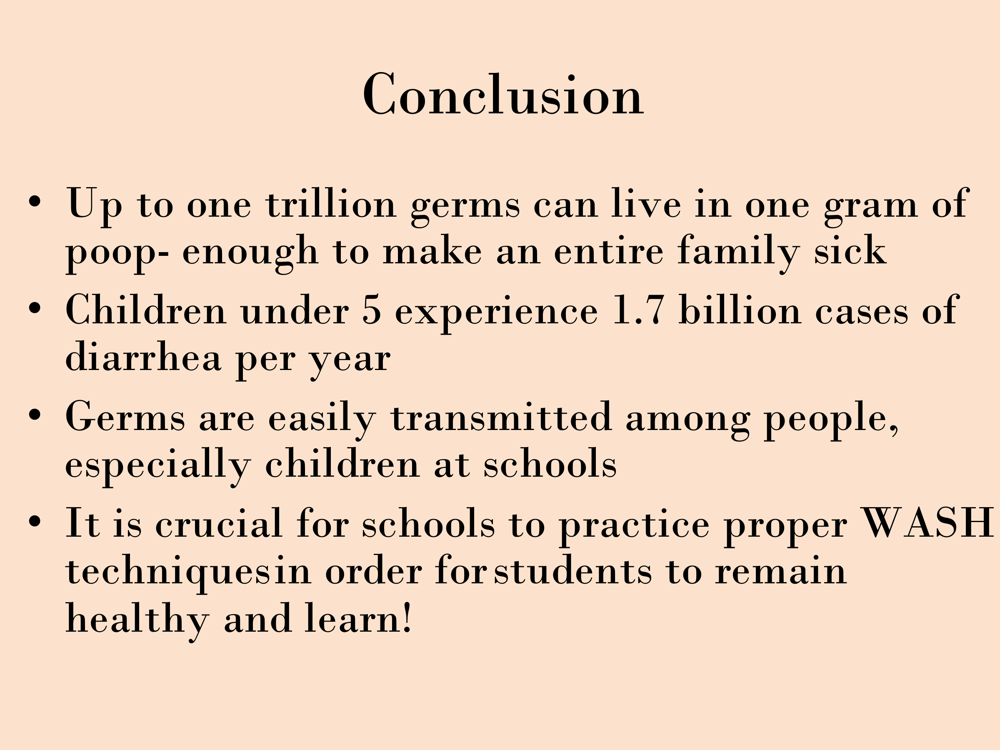 Conclusion
• Up to one trillion germs can live in one gram of
poop- enough to make an entire family sick
• Children under 5 experience 1.7 billion cases of
diarrhea per year
• Germs are easily transmitted among people,
especially children at schools
• It is crucial for schools to practice proper WASH
techniques in order for students to remain
healthy and learn!